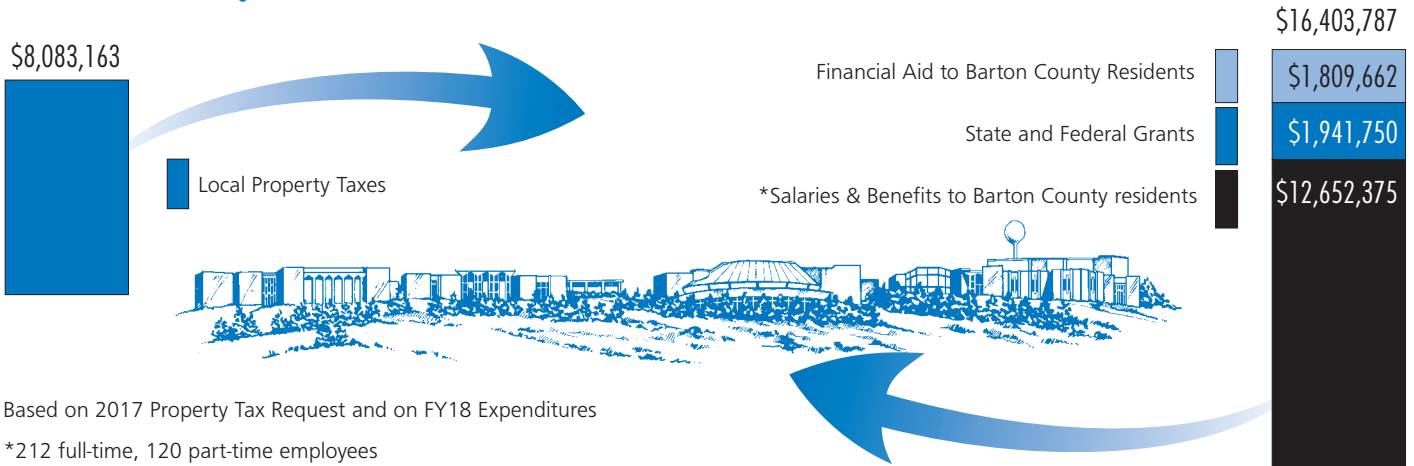 $16,403,787
$8,083,163
Financial Aid to Barton County Residents
$1,809,662
State and Federal Grants
$1,941,750
Local Property Taxes
*Salaries & Benefits to Barton County residents
$12,652,375
Based on 2017 Property Tax Request and on FY18 Expenditures
*212 full-time, 120 part-time employees